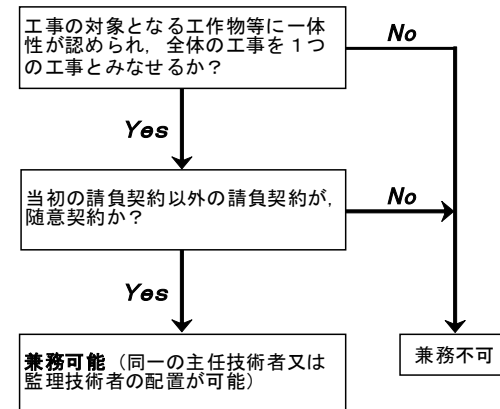 工事の対象となる工作物等に一体
性が認められ，全体の工事を１つ
の工事とみなせるか？
No
Yes
当初の請負契約以外の請負契約が，
随意契約か？
No
Yes
兼務可能（同一の主任技術者又は
監理技術者の配置が可能）
兼務不可